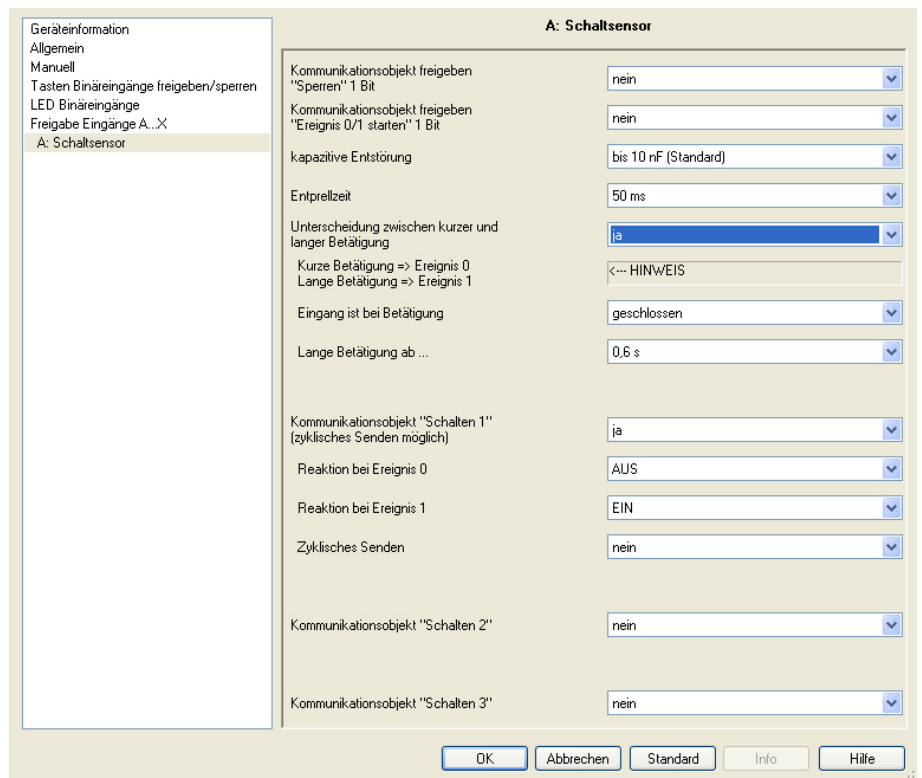 Geräteinformation
Allgemein
Manuell
Tasten Binäreingänge freigeben/sperren
LED Binäreingänge
Freigabe Eingänge A...X
A: Schaltsensor
A: Schaltsensor
Kommunikationsobjekt freigeben
"Sperren" 1 Bit
nein
Kommunikationsobjekt freigeben
"Ereignis 0/1 starten" 1 Bit
nein
kapazitive Entstörung
bis 10 nF (Standard)
Entprellzeit
50 ms
Unterscheidung zwischen kurzer und
langer Betätigung
ja
Kurze Betätigung => Ereignis 0
Lange Betätigung => Ereignis 1
<--- HINWEIS
Eingang ist bei Betätigung
geschlossen
Lange Betätigung ab ...
0,6 s
Kommunikationsobjekt "Schalten 1"
(zyklisches Senden möglich)
ja
Reaktion bei Ereignis 0
AUS
Reaktion bei Ereignis 1
EIN
Zyklisches Senden
nein
Kommunikationsobjekt "Schalten 2"
nein
Kommunikationsobjekt "Schalten 3"
nein
OK
Abbrechen
Standard
Info
Hilfe